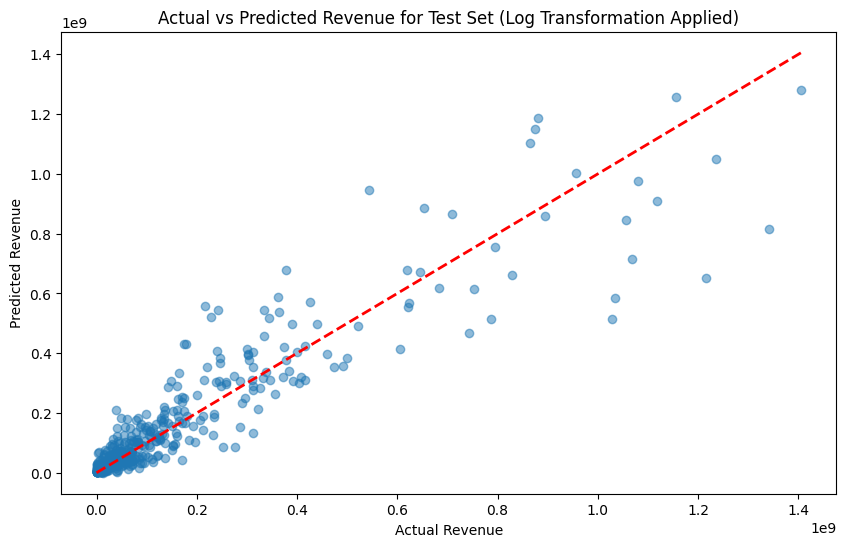 Actual vs Predicted Revenue for Test Set (Log Transformation Applied)
1e9
1.4
1.2
1.0
0.8
0.6
0.4
0.2
0.0
Predicted Revenue
0.0 0.2 0.4 0.6 0.8 1.0 1.2 1.4
1e9
Actual Revenue